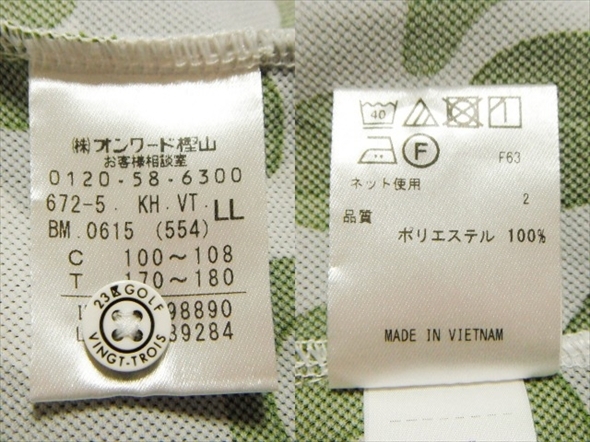 (株)オンワード樫山
お客様相談室
0120-58-6300
672-5. KH.VT. LL
BM.0615 (554)
C 100～108
T 170～180
98890
39284
23区GOLF
VINGT-TROIS
40
F
F63
ネット使用
2
品質
ポリエステル 100%
MADE IN VIETNAM